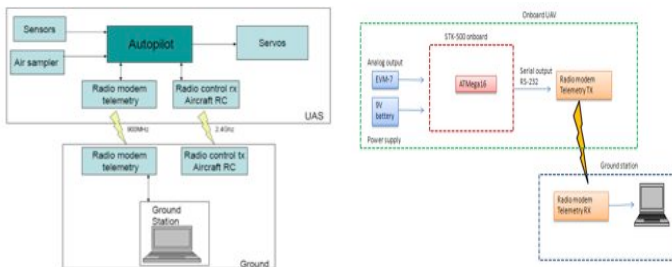 Sensors
Autopilot
Servos
Air sampler
Radio modem
telemetry
Radio control rx
Aircraft RC
UAS
900MHz
2.4Ghz
Radio modem
telemetry
Radio control tx
Aircraft RC
Ground
Station
Ground
Onboard UAV
STK-500 onboard
Analog output
EVM-7
ATMega16
Serial output
RS-232
Radio modem
Telemetry TX
9V
battery
Power supply
Ground station
Radio modem
Telemetry RX